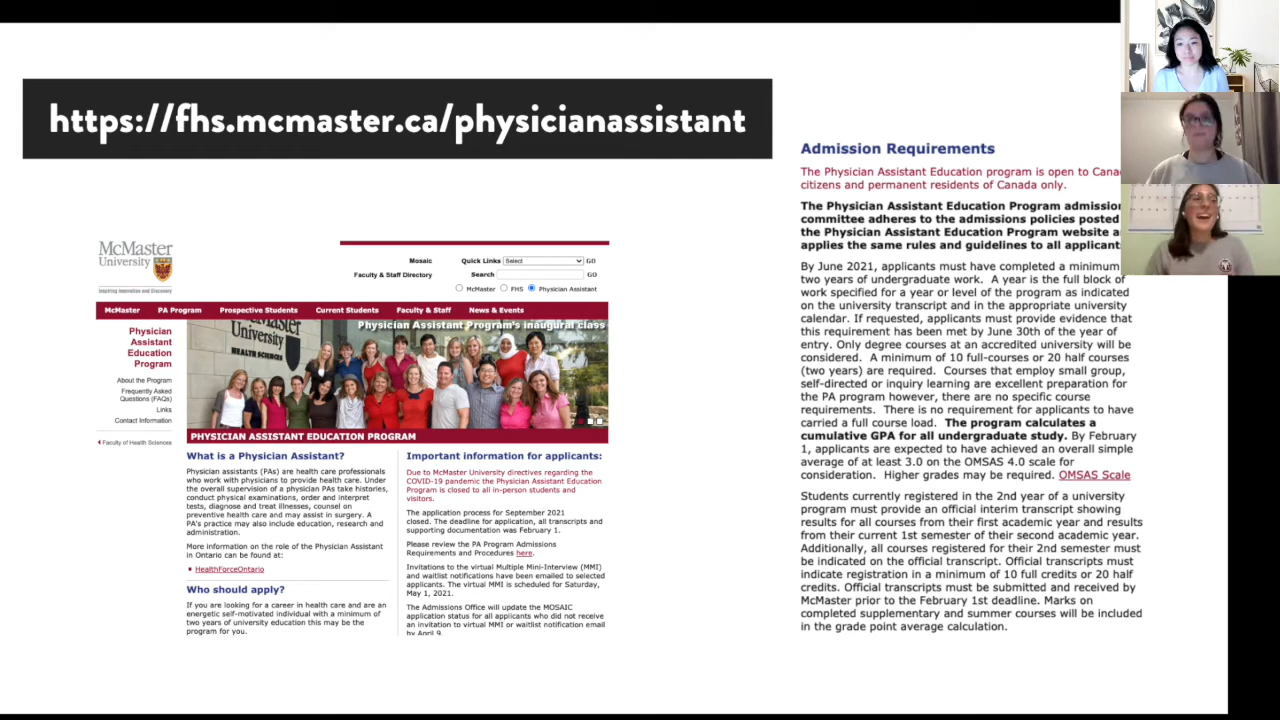 https://fhs.mcmaster.ca/physicianassistant
McMaster
University
Inspiring Innovation and Discovery
Mosaic
Quick Links Select GO
Faculty & Staff Directory
Search GO
McMaster FHS Physician Assistant
McMaster PA Program Prospective Students Current Students Faculty & Staff News & Events
Physician
Assistant
Education
Program
About the Program
Frequently Asked
Questions (FAQs)
Links
Contact Information
Faculty of Health Sciences
McMaster
University
HEALTH SCIENCES
Physician Assistant Program's inaugural class
PHYSICIAN ASSISTANT EDUCATION PROGRAM
What is a Physician Assistant?
Physician assistants (PAs) are health care professionals
who work with physicians to provide health care. Under
the overall supervision of a physician PAs take histories,
conduct physical examinations, order and interpret
tests, diagnose and treat illnesses, counsel on
preventive health care and may assist in surgery. A
PA's practice may also include education, research and
administration.
More information on the role of the Physician Assistant
in Ontario can be found at:
HealthForceOntario
Who should apply?
If you are looking for a career in health care and are an
energetic self-motivated individual with a minimum of
two years of university education this may be the
program for you.
Important information for applicants:
Due to McMaster University directives regarding the
COVID-19 pandemic the Physician Assistant Education
Program is closed to all in-person students and
visitors.
The application process for September 2021
closed. The deadline for application, all transcripts and
supporting documentation was February 1.
Please review the PA Program Admissions
Requirements and Procedures here.
Invitations to the virtual Multiple Mini-Interview (MMI)
and waitlist notifications have been emailed to selected
applicants. The virtual MMI is scheduled for Saturday,
May 1, 2021.
The Admissions Office will update the MOSAIC
application status for all applicants who did not receive
an invitation to virtual MMI or waitlist notification email
by April 9.
Admission Requirements
The Physician Assistant Education program is open to Cana
citizens and permanent residents of Canada only.
The Physician Assistant Education Program admission
committee adheres to the admissions policies posted
the Physician Assistant Education Program website a
applies the same rules and guidelines to all applicant
By June 2021, applicants must have completed a minimum
two years of undergraduate work. A year is the full block of
work specified for a year or level of the program as indicated
on the university transcript and in the appropriate university
calendar. If requested, applicants must provide evidence that
this requirement has been met by June 30th of the year of
entry. Only degree courses at an accredited university will be
considered. A minimum of 10 full-courses or 20 half courses
(two years) are required. Courses that employ small group,
self-directed or inquiry learning are excellent preparation for
the PA program however, there are no specific course
requirements. There is no requirement for applicants to have
carried a full course load. The program calculates a
cumulative GPA for all undergraduate study. By February
1, applicants are expected to have achieved an overall simple
average of at least 3.0 on the OMSAS 4.0 scale for
consideration. Higher grades may be required. OMSAS Scale
Students currently registered in the 2nd year of a university
program must provide an official interim transcript showing
results for all courses from their first academic year and results
from their current 1st semester of their second academic year.
Additionally, all courses registered for their 2nd semester must
be indicated on the official transcript. Official transcripts must
indicate registration in a minimum of 10 full credits or 20 half
credits. Official transcripts must be submitted and received by
McMaster prior to the February 1st deadline. Marks on
completed supplementary and summer courses will be included
in the grade point average calculation.